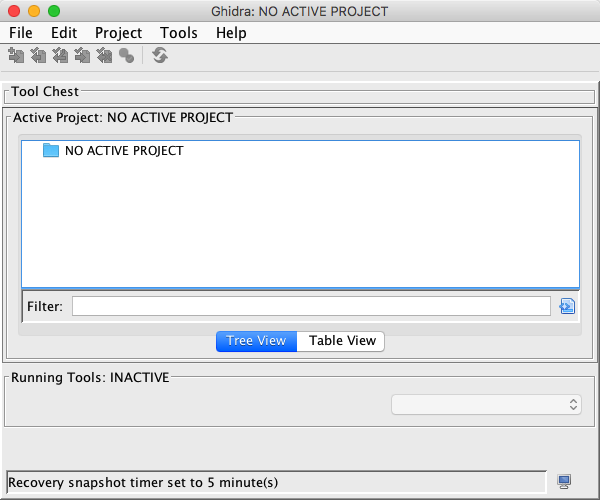 Ghidra: NO ACTIVE PROJECT
File Edit Project Tools Help
Tool Chest
Active Project: NO ACTIVE PROJECT
NO ACTIVE PROJECT
Filter:
Tree View Table View
Running Tools: INACTIVE
Recovery snapshot timer set to 5 minute(s)